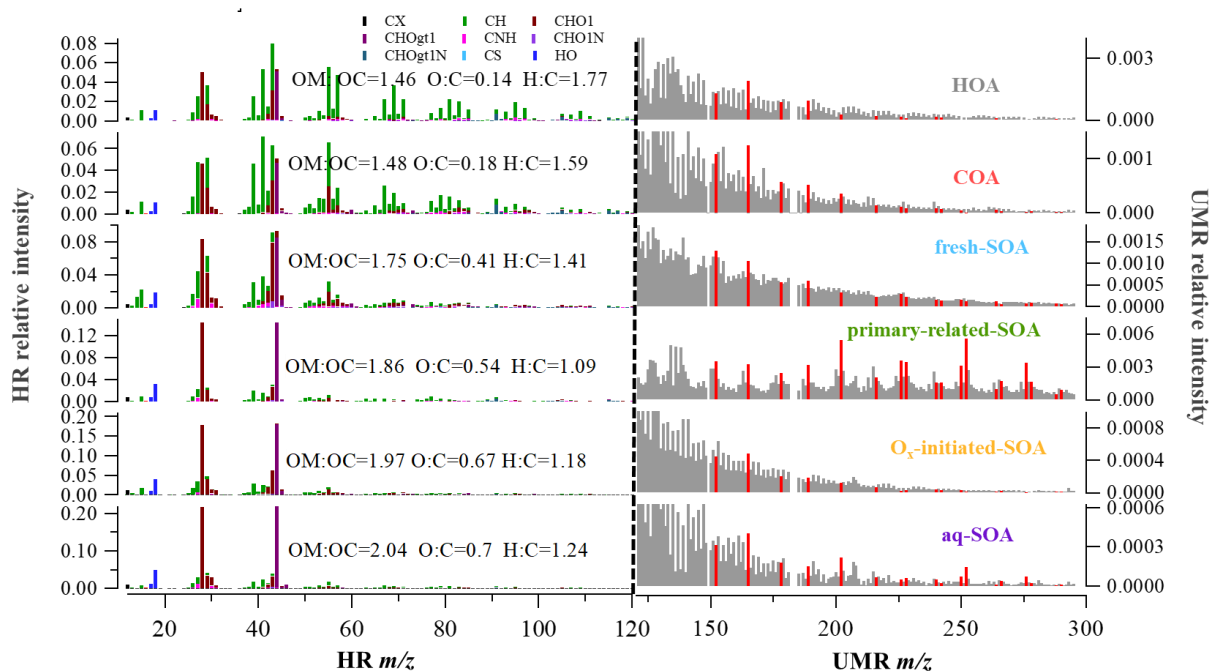 CX CH CHO1
CHOgt1 CNH CHO1N
CHOgt1N CS HO
HR relative intensity
UMR relative intensity
0.08
0.06
0.04
0.02
0.00
OM: OC=1.46 O:C=0.14 H:C=1.77
HOA
0.003
0.000
0.06
0.04
0.02
0.00
OM:OC=1.48 O:C=0.18 H:C=1.59
COA
0.001
0.000
0.08
0.04
0.00
OM:OC=1.75 O:C=0.41 H:C=1.41
fresh-SOA
0.0015
0.0010
0.0005
0.0000
0.12
0.08
0.04
0.00
OM:OC=1.86 O:C=0.54 H:C=1.09
primary-related-SOA
0.006
0.003
0.000
0.20
0.15
0.10
0.05
0.00
OM:OC=1.97 O:C=0.67 H:C=1.18
Oₓ-initiated-SOA
0.0008
0.0004
0.0000
0.20
0.10
0.00
OM:OC=2.04 O:C=0.7 H:C=1.24
aq-SOA
0.0006
0.0003
0.0000
20 40 60 80 100 120 150 200 250 300
HR m/z
UMR m/z